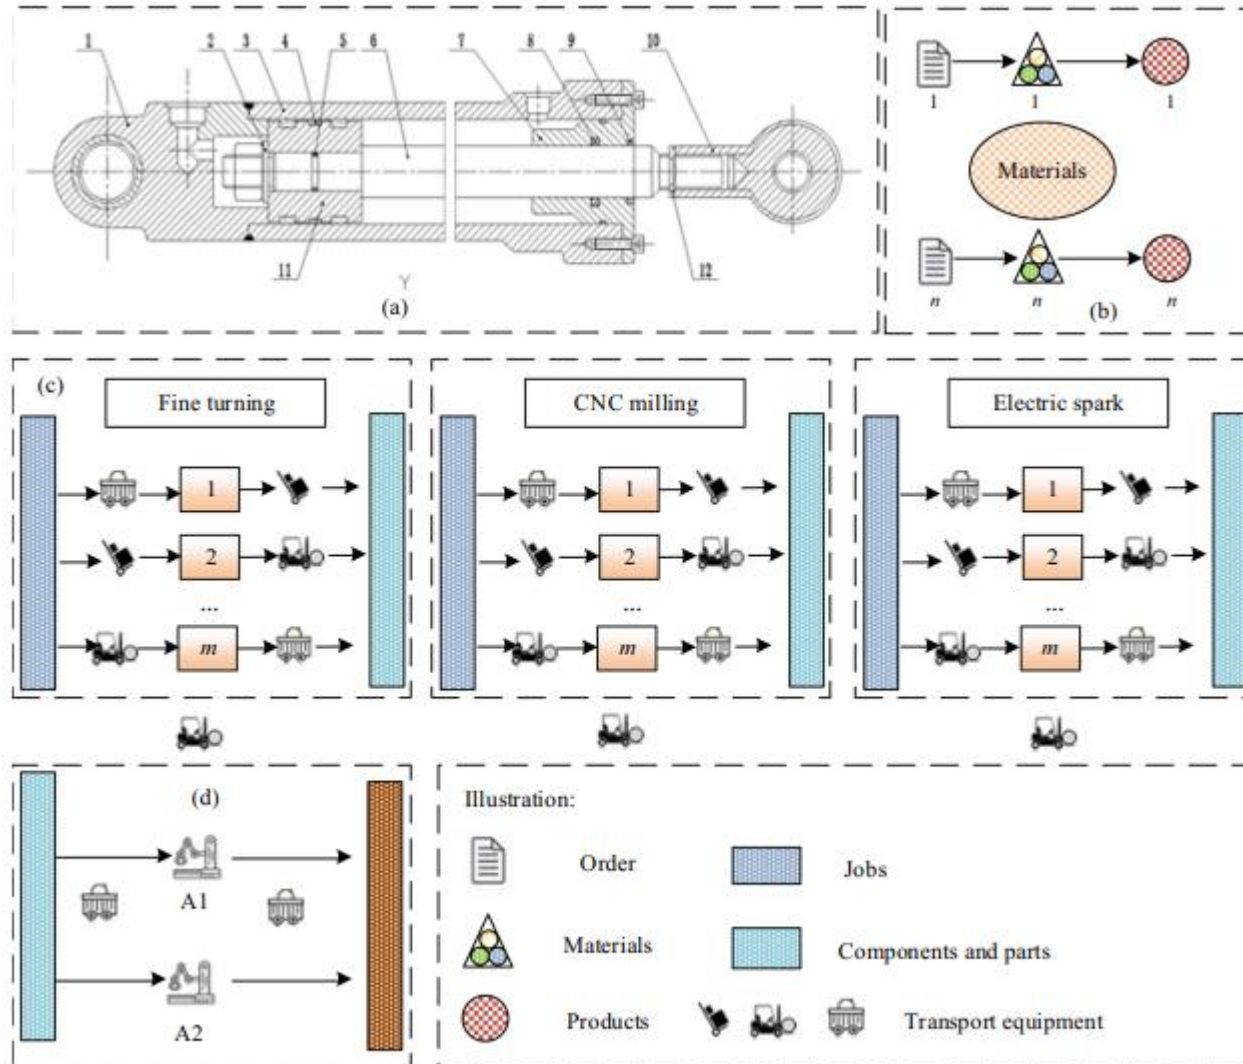 1 2 3 4 5 6 7 8 9 10
11 12
Y
(a)
1 1 1
Materials
n n n
(b)
(c)
Fine turning
1
2
...
m
CNC milling
1
2
...
m
Electric spark
1
2
...
m
(d)
A1
A2
Illustration:
Order
Jobs
Materials
Components and parts
Products
Transport equipment